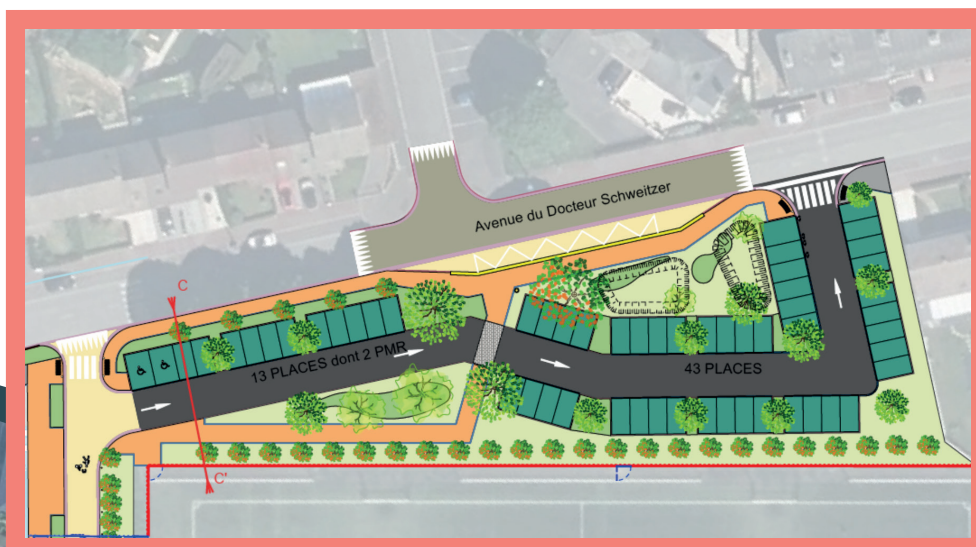 Avenue du Docteur Schweitzer
C
13 PLACES dont 2 PMR
43 PLACES
C'